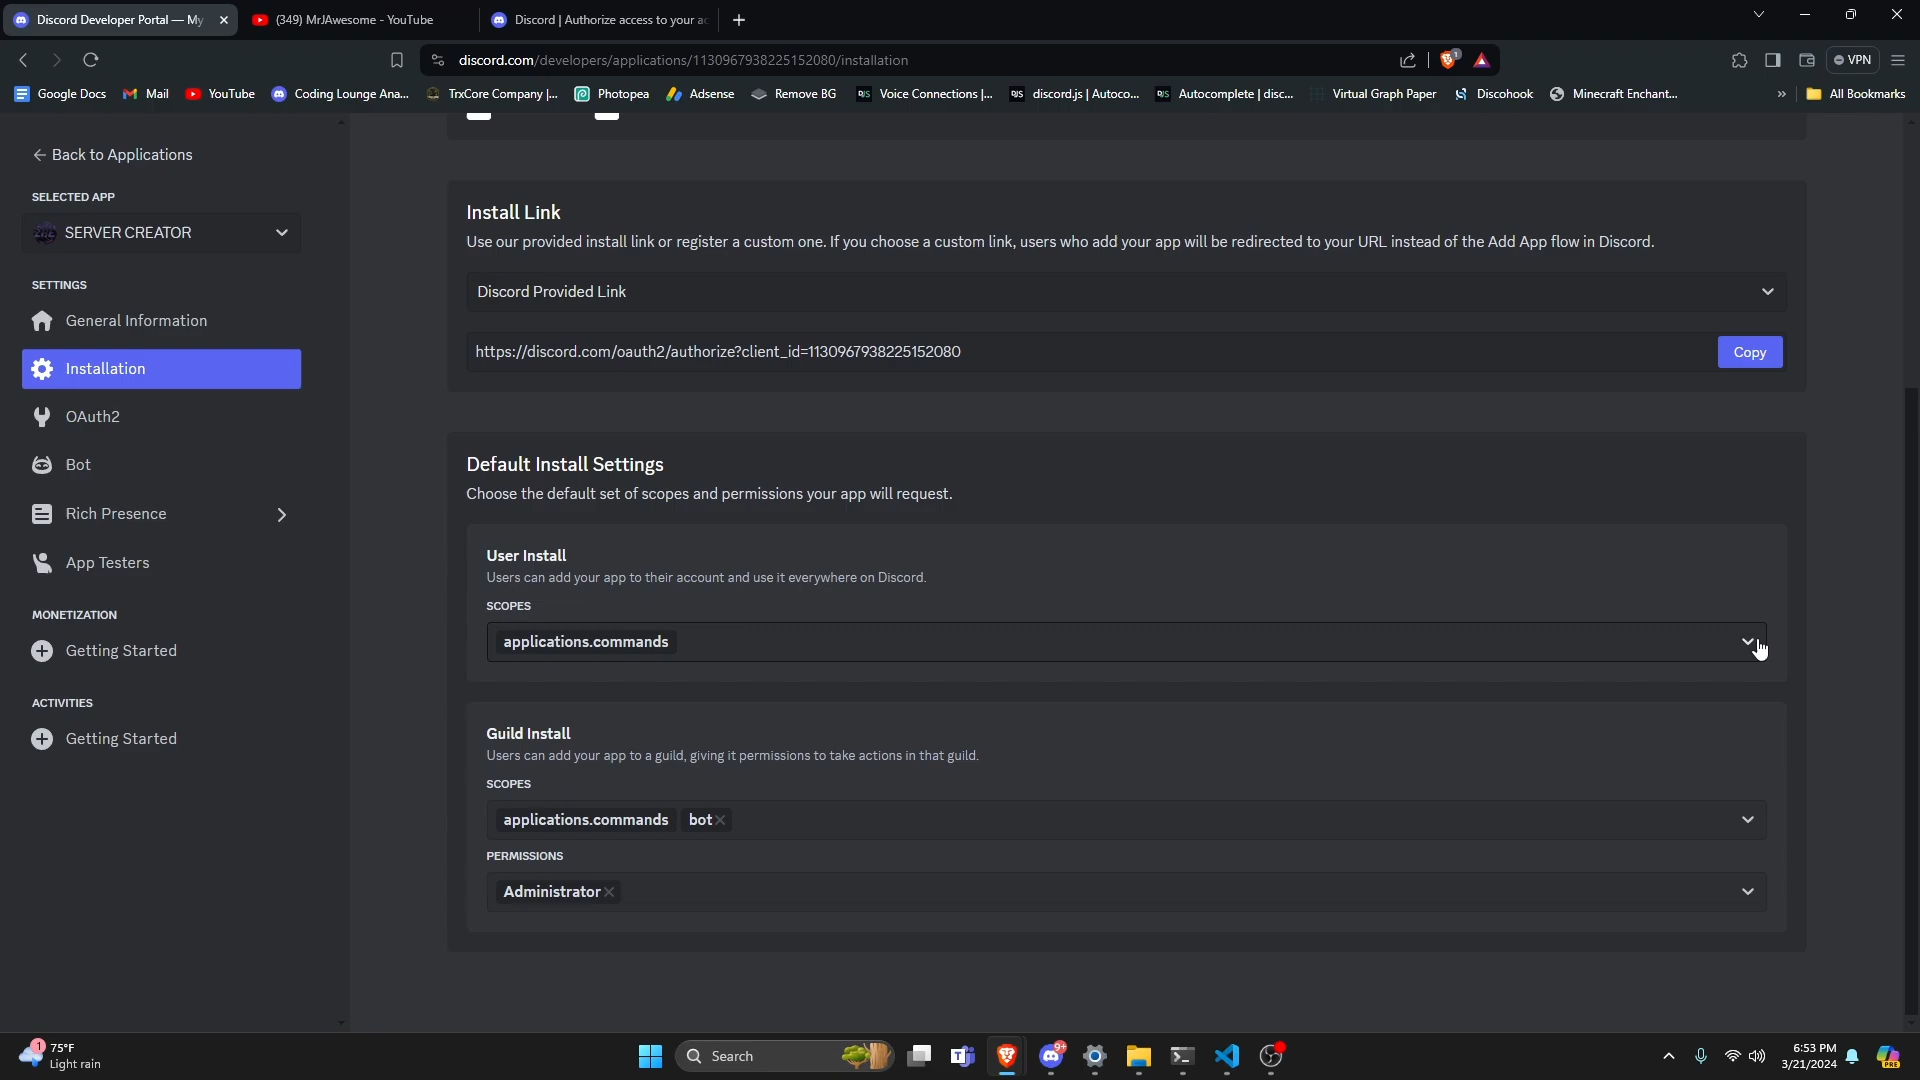 Discord Developer Portal — My
(349) MrJAwesome - YouTube
Discord | Authorize access to your ac
discord.com/developers/applications/1130967938225152080/installation
VPN
Google Docs
Mail
YouTube
Coding Lounge Ana...
TrxCore Company |...
Photopea
Adsense
Remove BG
Voice Connections |...
discord.js | Autoco...
Autocomplete | disc...
Virtual Graph Paper
Discohook
Minecraft Enchant...
»
All Bookmarks
Back to Applications
SELECTED APP
SERVER CREATOR
SETTINGS
General Information
Installation
OAuth2
Bot
Rich Presence
App Testers
MONETIZATION
Getting Started
ACTIVITIES
Getting Started
Install Link
Use our provided install link or register a custom one. If you choose a custom link, users who add your app will be redirected to your URL instead of the Add App flow in Discord.
Discord Provided Link
https://discord.com/oauth2/authorize?client_id=1130967938225152080
Copy
Default Install Settings
Choose the default set of scopes and permissions your app will request.
User Install
Users can add your app to their account and use it everywhere on Discord.
SCOPES
applications.commands
Guild Install
Users can add your app to a guild, giving it permissions to take actions in that guild.
SCOPES
applications.commands bot
PERMISSIONS
Administrator
1
75°F
Light rain
Search
9+
6:53 PM
3/21/2024
PRE